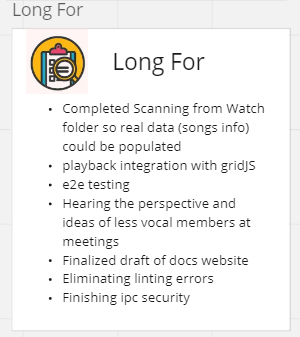 Long For
Long For
• Completed Scanning from Watch
folder so real data (songs info)
could be populated
• playback integration with gridJS
• e2e testing
• Hearing the perspective and
ideas of less vocal members at
meetings
• Finalized draft of docs website
• Eliminating linting errors
• Finishing ipc security